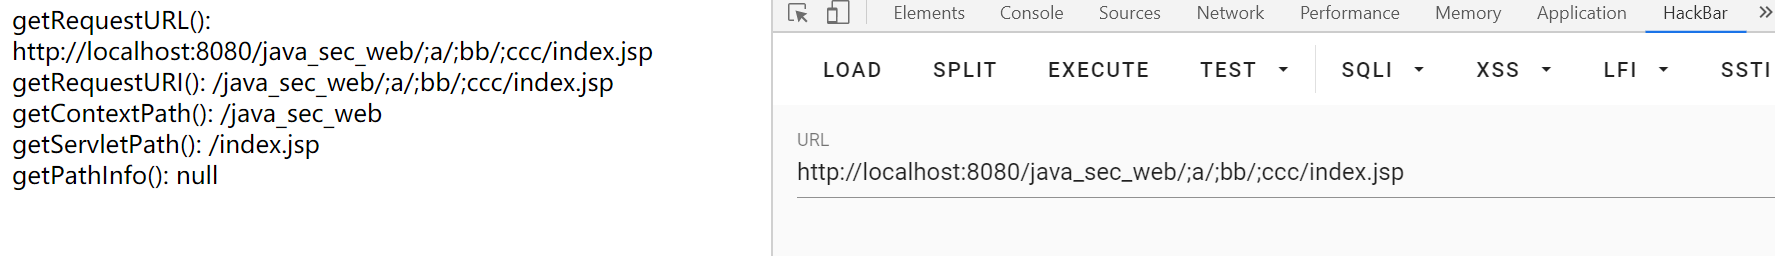 getRequestURL():
http://localhost:8080/java_sec_web/;a/;bb/;ccc/index.jsp
getRequestURI(): /java_sec_web/;a/;bb/;ccc/index.jsp
getContextPath(): /java_sec_web
getServletPath(): /index.jsp
getPathInfo(): null
Elements Console Sources Network Performance Memory Application HackBar »
LOAD SPLIT EXECUTE TEST SQLI XSS LFI SSTI
URL
http://localhost:8080/java_sec_web/;a/;bb/;ccc/index.jsp